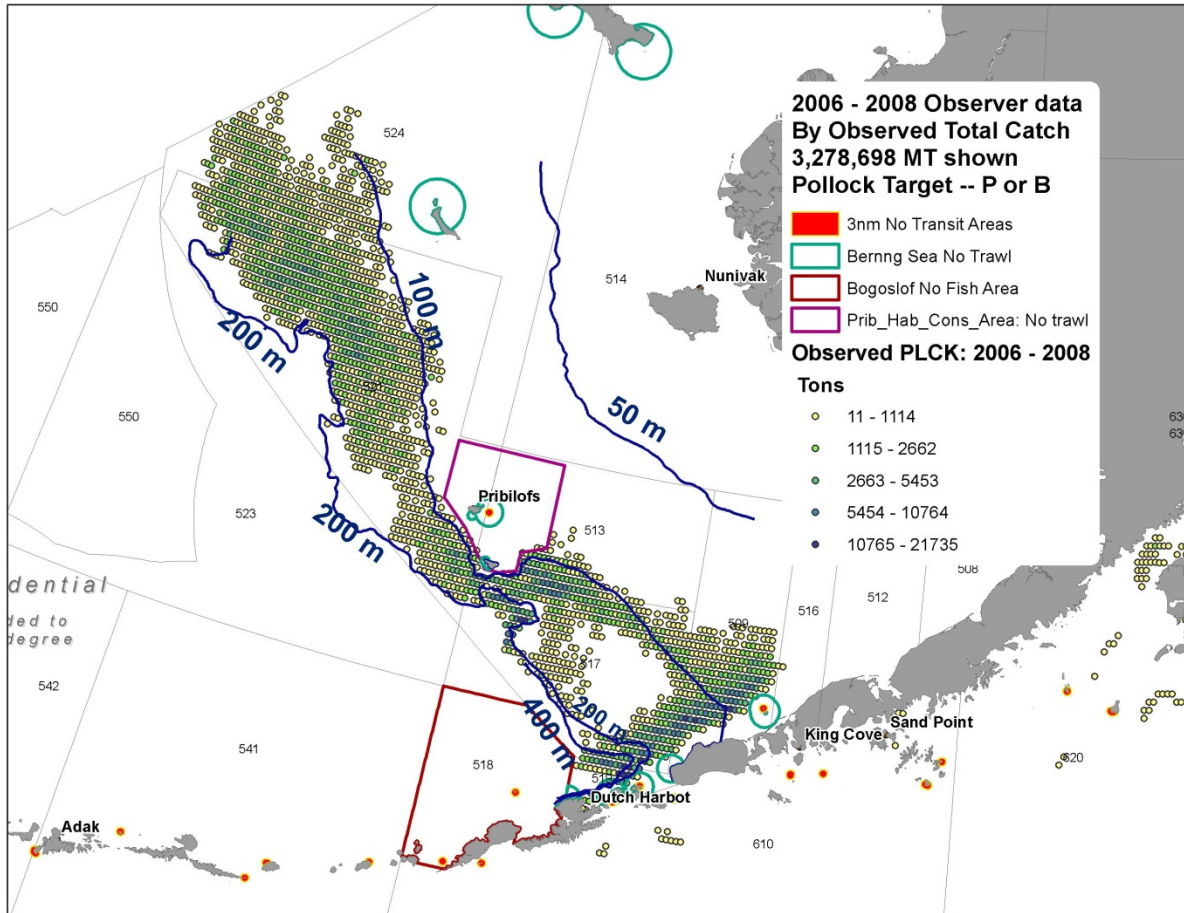 524
2006 - 2008 Observer data
By Observed Total Catch
3,278,698 MT shown
Pollock Target -- P or B
3nm No Transit Areas
Bernng Sea No Trawl
Bogoslof No Fish Area
Prib_Hab_Cons_Area: No trawl
Observed PLCK: 2006 - 2008
Tons
11 - 1114
1115 - 2662
2663 - 5453
5454 - 10764
10765 - 21735
514
Nunivak
100 m
200 m
550
550
50 m
630
Pribilofs
523
200 m
513
508
516
512
509
dential
ded to
degree
517
542
541
518
200 m
400 m
Sand Point
King Cove
620
Dutch Harbot
Adak
610